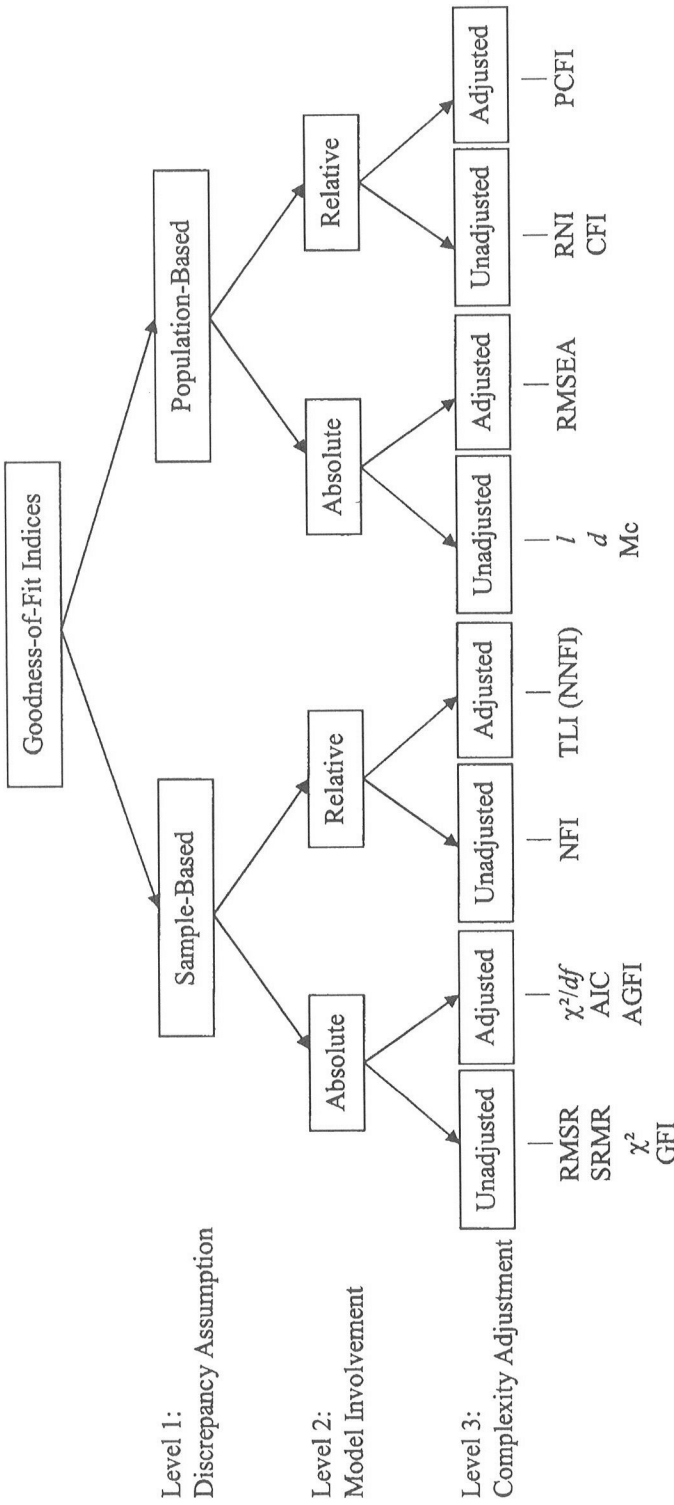 Goodness-of-Fit Indices
Level 1:
Discrepancy Assumption
Sample-Based
Population-Based
Level 2:
Model Involvement
Absolute
Relative
Absolute
Relative
Level 3:
Complexity Adjustment
Unadjusted
Adjusted
Unadjusted
Adjusted
Unadjusted
Adjusted
Unadjusted
Adjusted
RMSR
SRMR
χ²
GFI
χ²/df
AIC
AGFI
NFI
TLI (NNFI)
l
d
Mc
RMSEA
RNI
CFI
PCFI